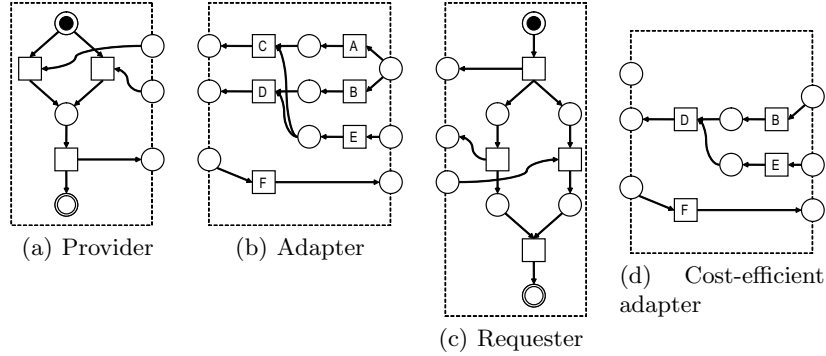 C
A
D
B
E
F
D
B
E
F
(a) Provider
(b) Adapter
(c) Requester
(d) Cost-efficient
adapter